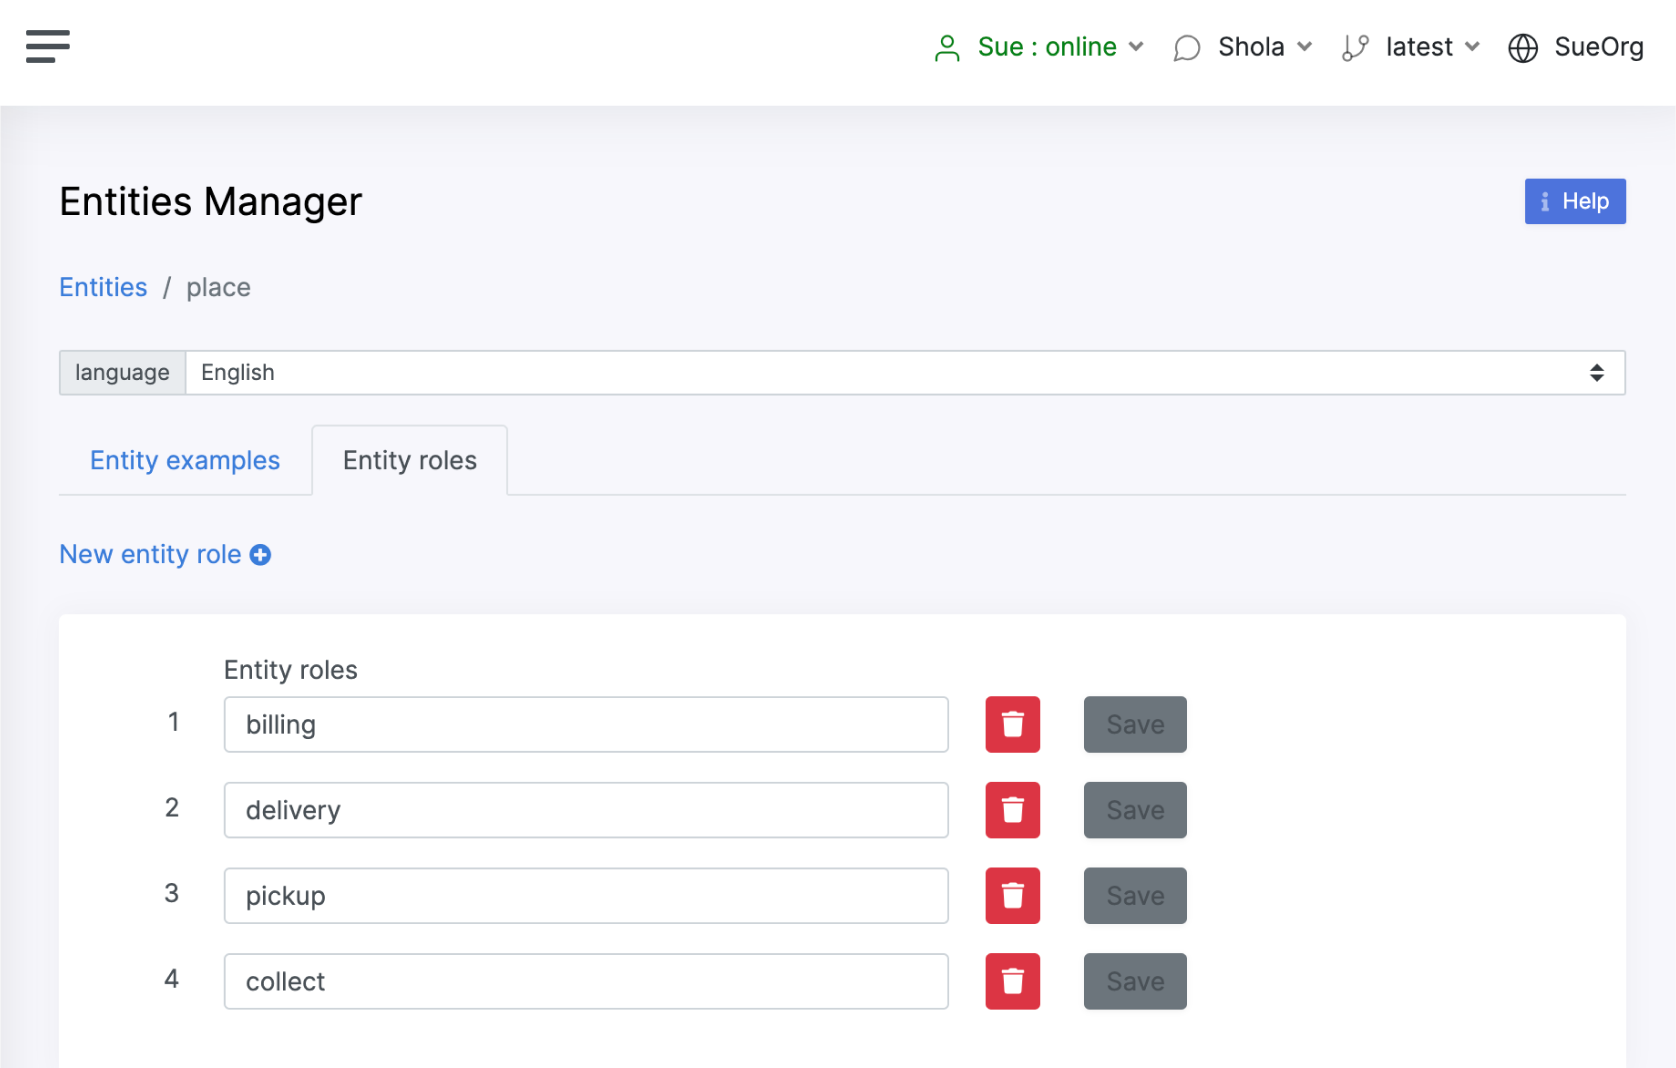 Sue : online Shola latest SueOrg
Entities Manager
Help
Entities / place
language English
Entity examples Entity roles
New entity role
Entity roles
1 billing Save
2 delivery Save
3 pickup Save
4 collect Save